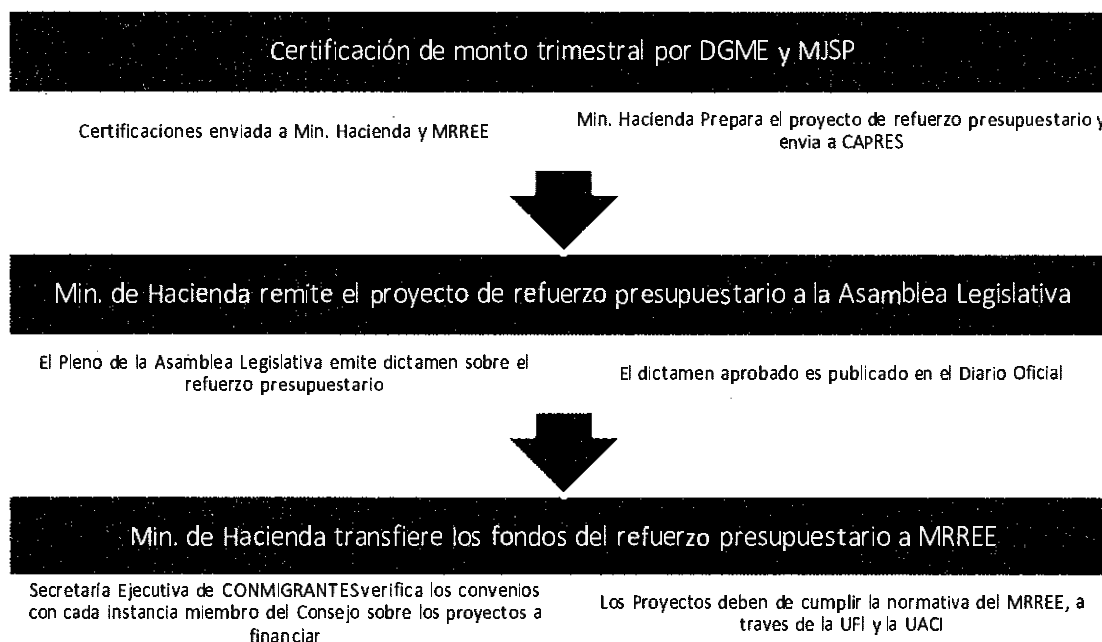 Certificación de monto trimestral por DGME y MJSP
Certificaciones enviada a Min. Hacienda y MRREE
Min. Hacienda Prepara el proyecto de refuerzo presupuestario y
envia a CAPRES
Min. de Hacienda remite el proyecto de refuerzo presupuestario a la Asamblea Legislativa
El Pleno de la Asamblea Legislativa emite dictamen sobre el
refuerzo presupuestario
El dictamen aprobado es publicado en el Diario Oficial
Min. de Hacienda transfiere los fondos del refuerzo presupuestario a MRREE
Secretaría Ejecutiva de CONMIGRANTESverifica los convenios
con cada instancia miembro del Consejo sobre los proyectos a
financiar
Los Proyectos deben de cumplir la normativa del MRREE, a
traves de la UFI y la UACI